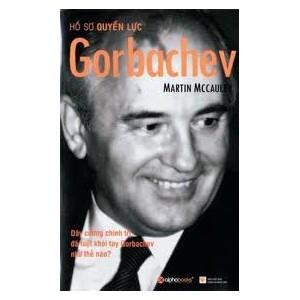 HỒ SƠ QUYỀN LỰC
Gorbachev
MARTIN MCCAULEY
Dây cương chính trị
đã tuột khỏi tay Gorbachev
như thế nào?
alphabooks